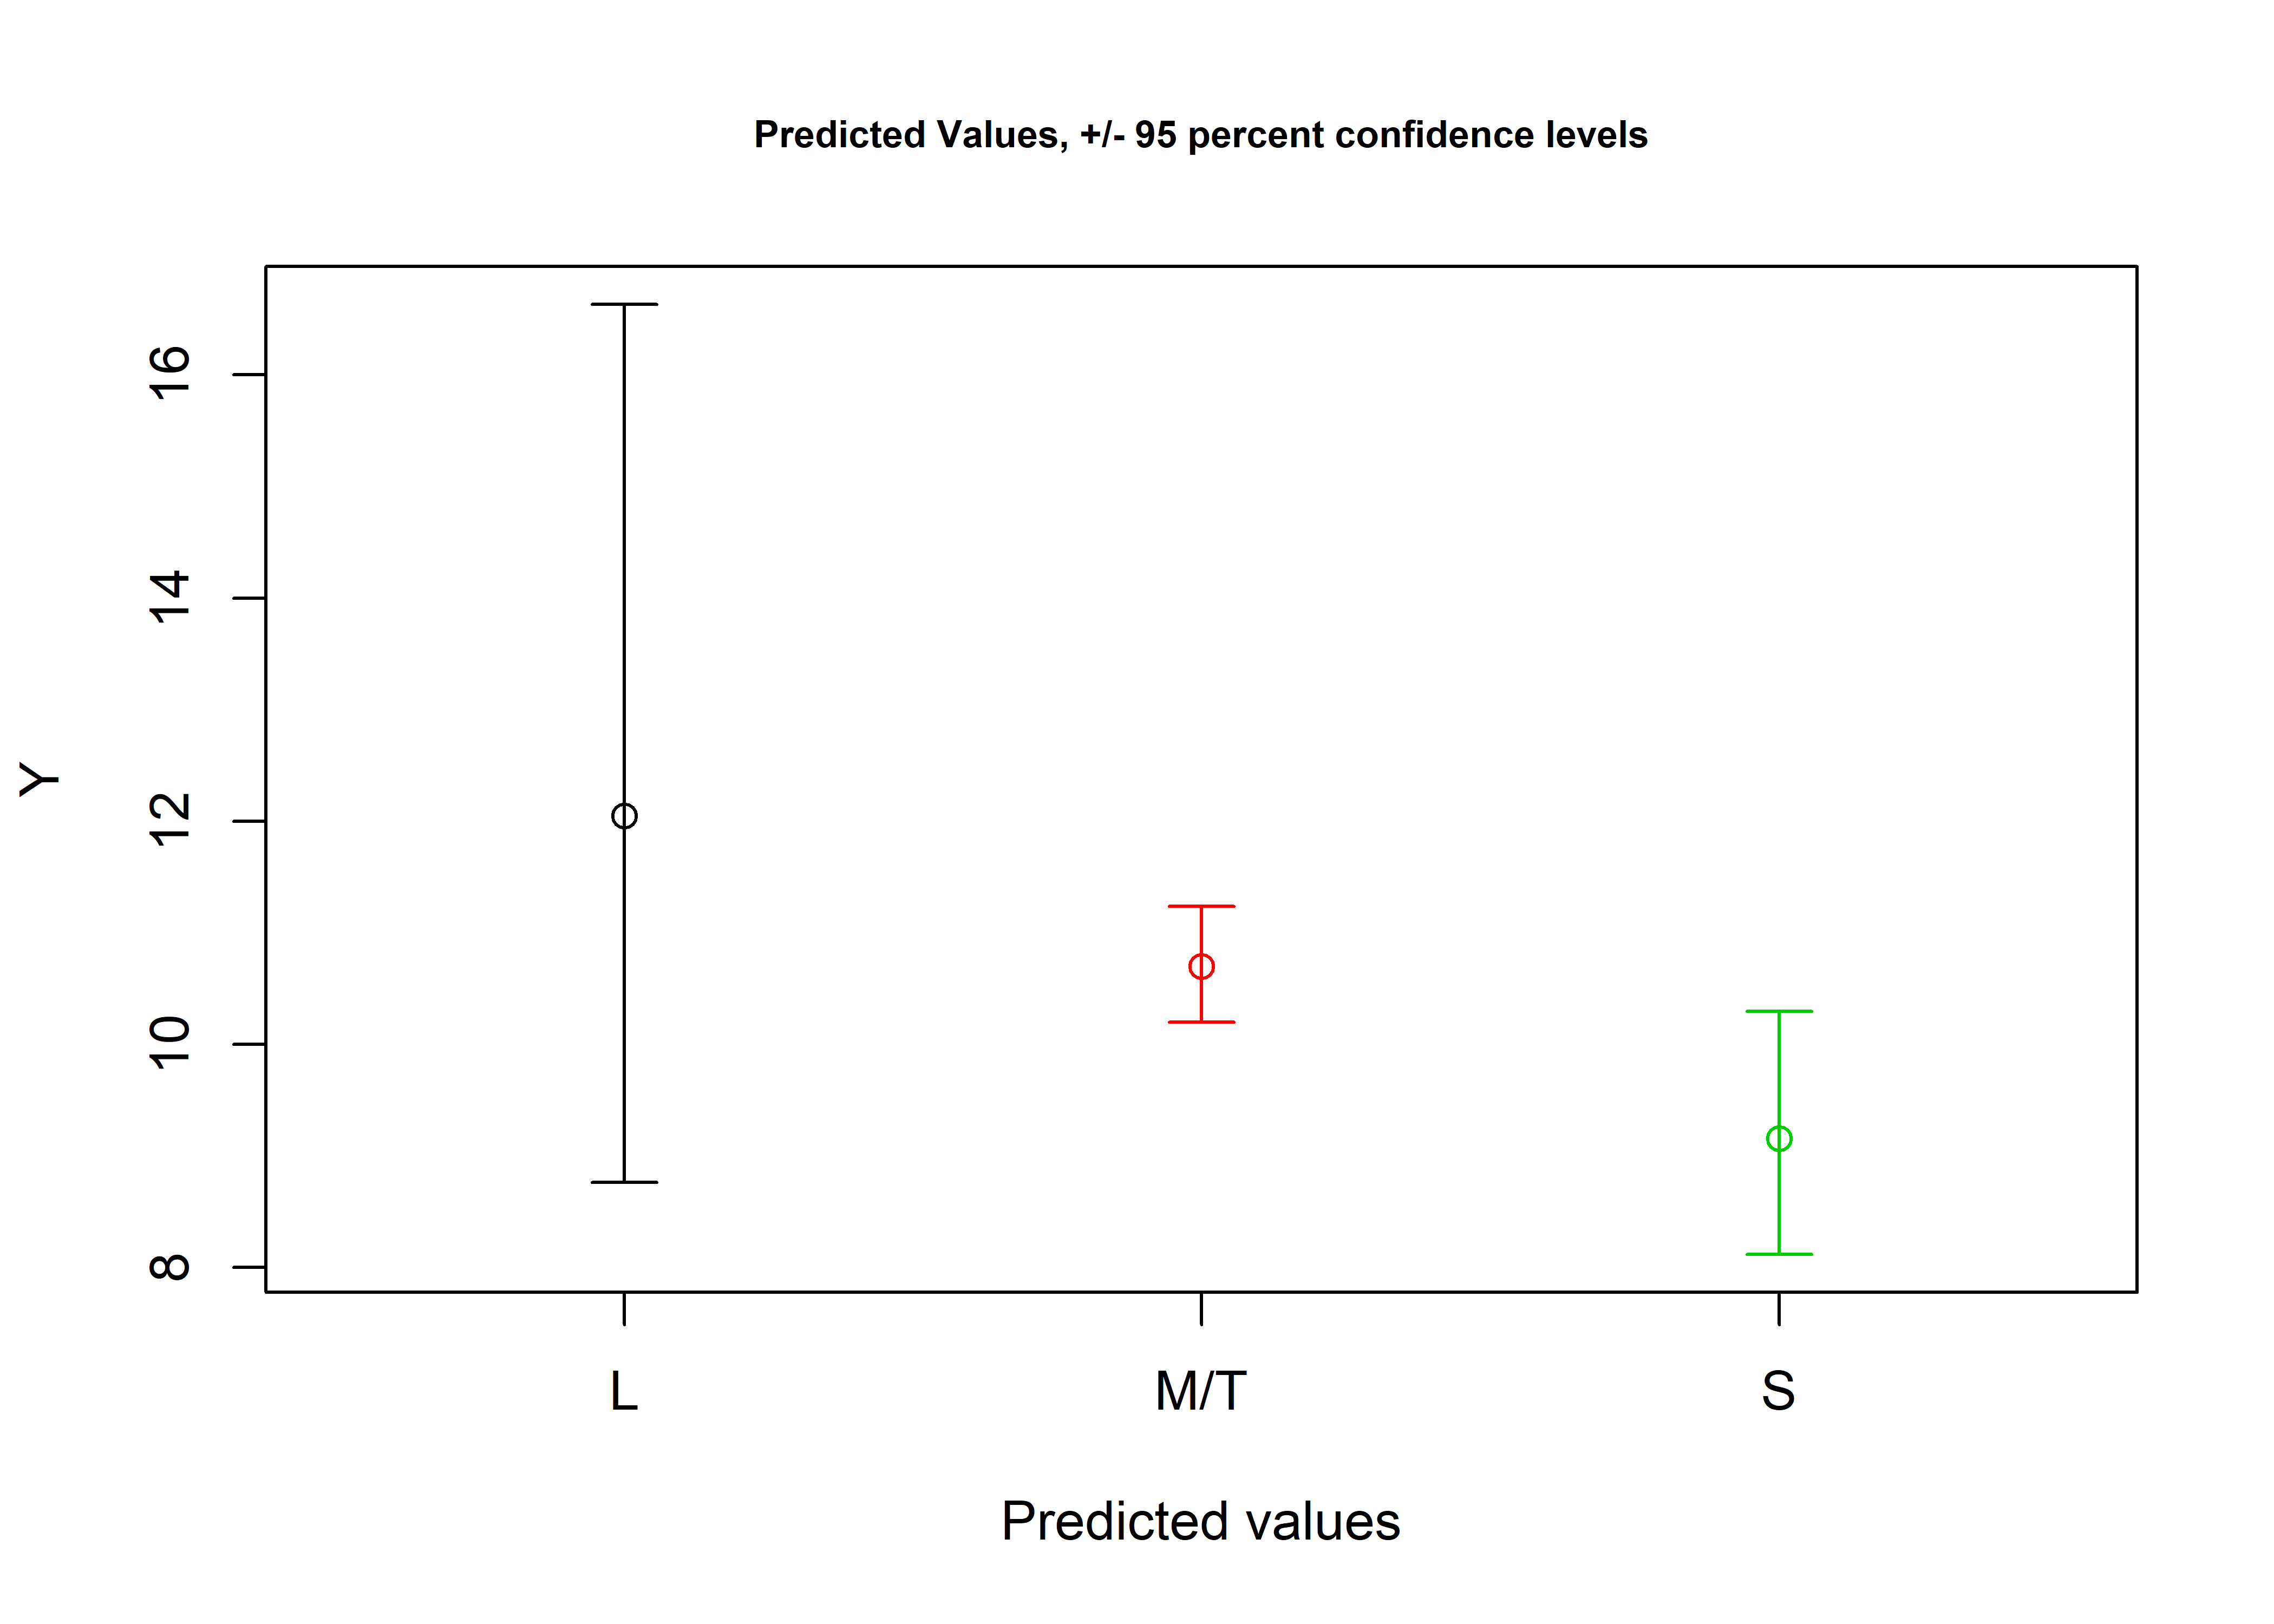 Predicted Values, +/- 95 percent confidence levels
16
14
12
10
8
Y
L M/T S
Predicted values